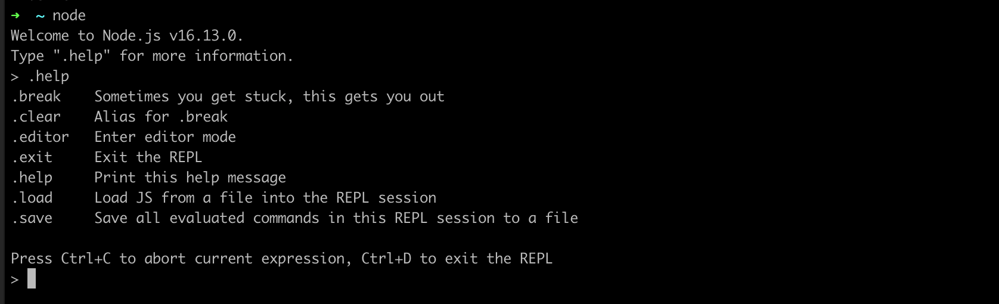 ➜  ~ node
Welcome to Node.js v16.13.0.
Type ".help" for more information.
> .help
.break    Sometimes you get stuck, this gets you out
.clear    Alias for .break
.editor   Enter editor mode
.exit     Exit the REPL
.help     Print this help message
.load     Load JS from a file into the REPL session
.save     Save all evaluated commands in this REPL session to a file
Press Ctrl+C to abort current expression, Ctrl+D to exit the REPL
>